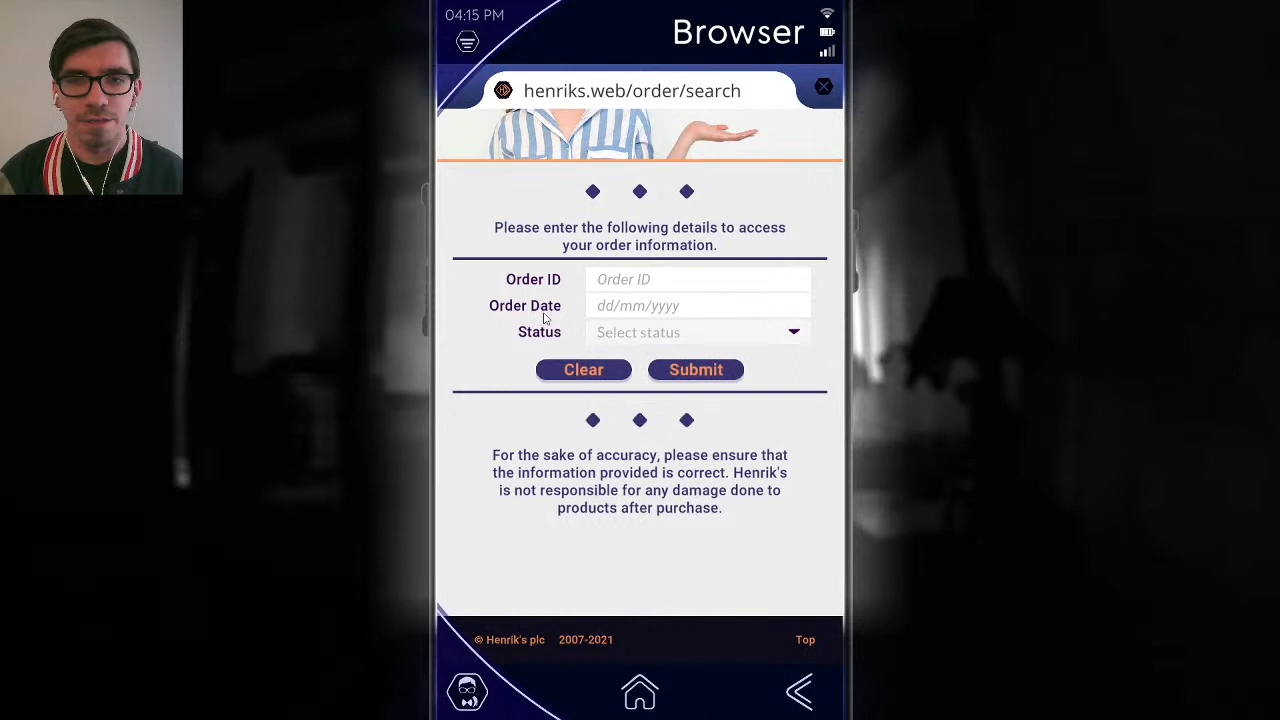 04:15 PM
Browser
henriks.web/order/search
Please enter the following details to access
your order information.
Order ID Order ID
Order Date dd/mm/yyyy
Status Select status
Clear Submit
For the sake of accuracy, please ensure that
the information provided is correct. Henrik's
is not responsible for any damage done to
products after purchase.
© Henrik's plc 2007-2021 Top